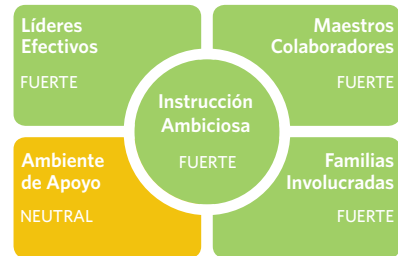 Líderes
Efectivos
FUERTE
Maestros
Colaboradores
FUERTE
Instrucción
Ambiciosa
FUERTE
Ambiente
de Apoyo
NEUTRAL
Familias
Involucradas
FUERTE